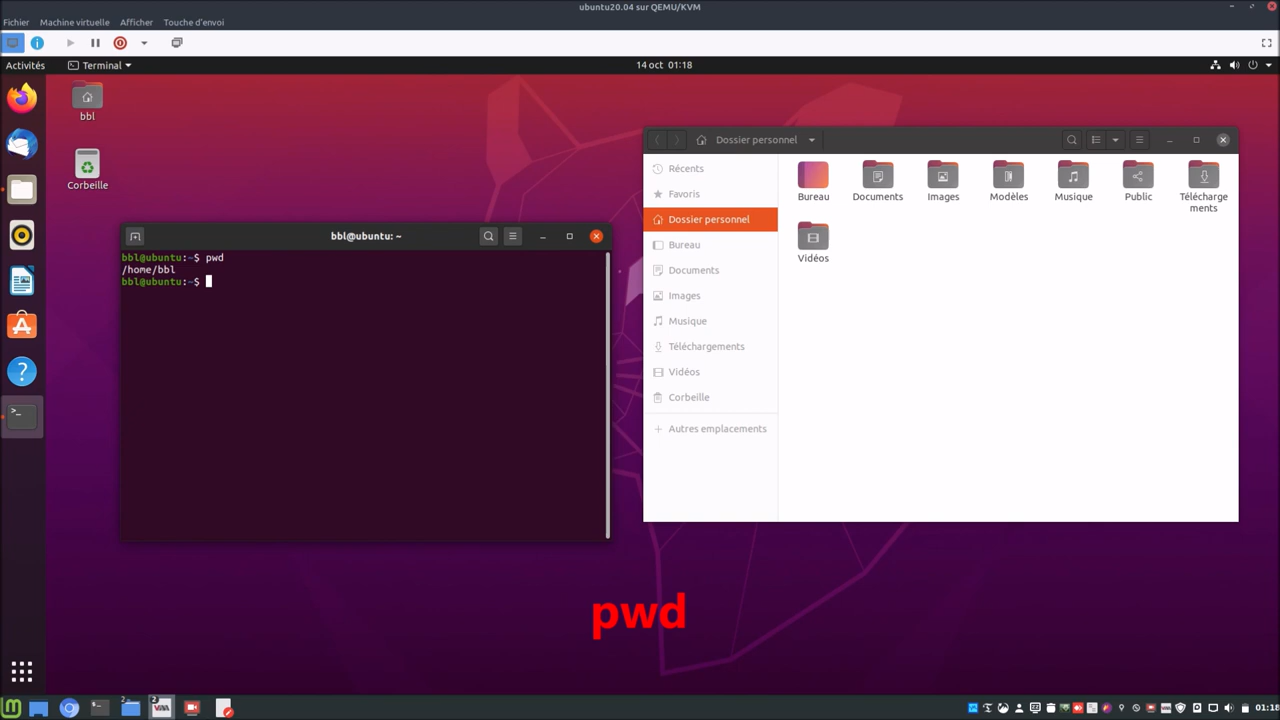 ubuntu20.04 sur QEMU/KVM
Fichier Machine virtuelle Afficher Touche d'envoi
Activités Terminal 14 oct 01:18
bbl
Corbeille
bbl@ubuntu: ~
bbl@ubuntu:~$ pwd
/home/bbl
bbl@ubuntu:~$
Dossier personnel
Récents
Favoris
Dossier personnel
Bureau
Documents
Images
Musique
Téléchargements
Vidéos
Corbeille
Autres emplacements
Bureau Documents Images Modèles Musique Public Télécharge
ments
Vidéos
pwd
01:18